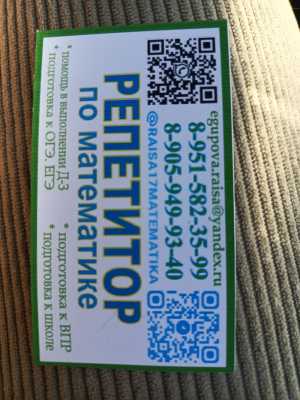 egupova.raisa@yandex.ru
8-951-582-35-99
8-905-949-93-40
@RAISA17MATEMATIKA
РЕПЕТИТОР
по математике
* помощь в выполнении Д-З
* подготовка к ВПР
* подготовка к ОГЭ, ЕГЭ
* подготовка к школе